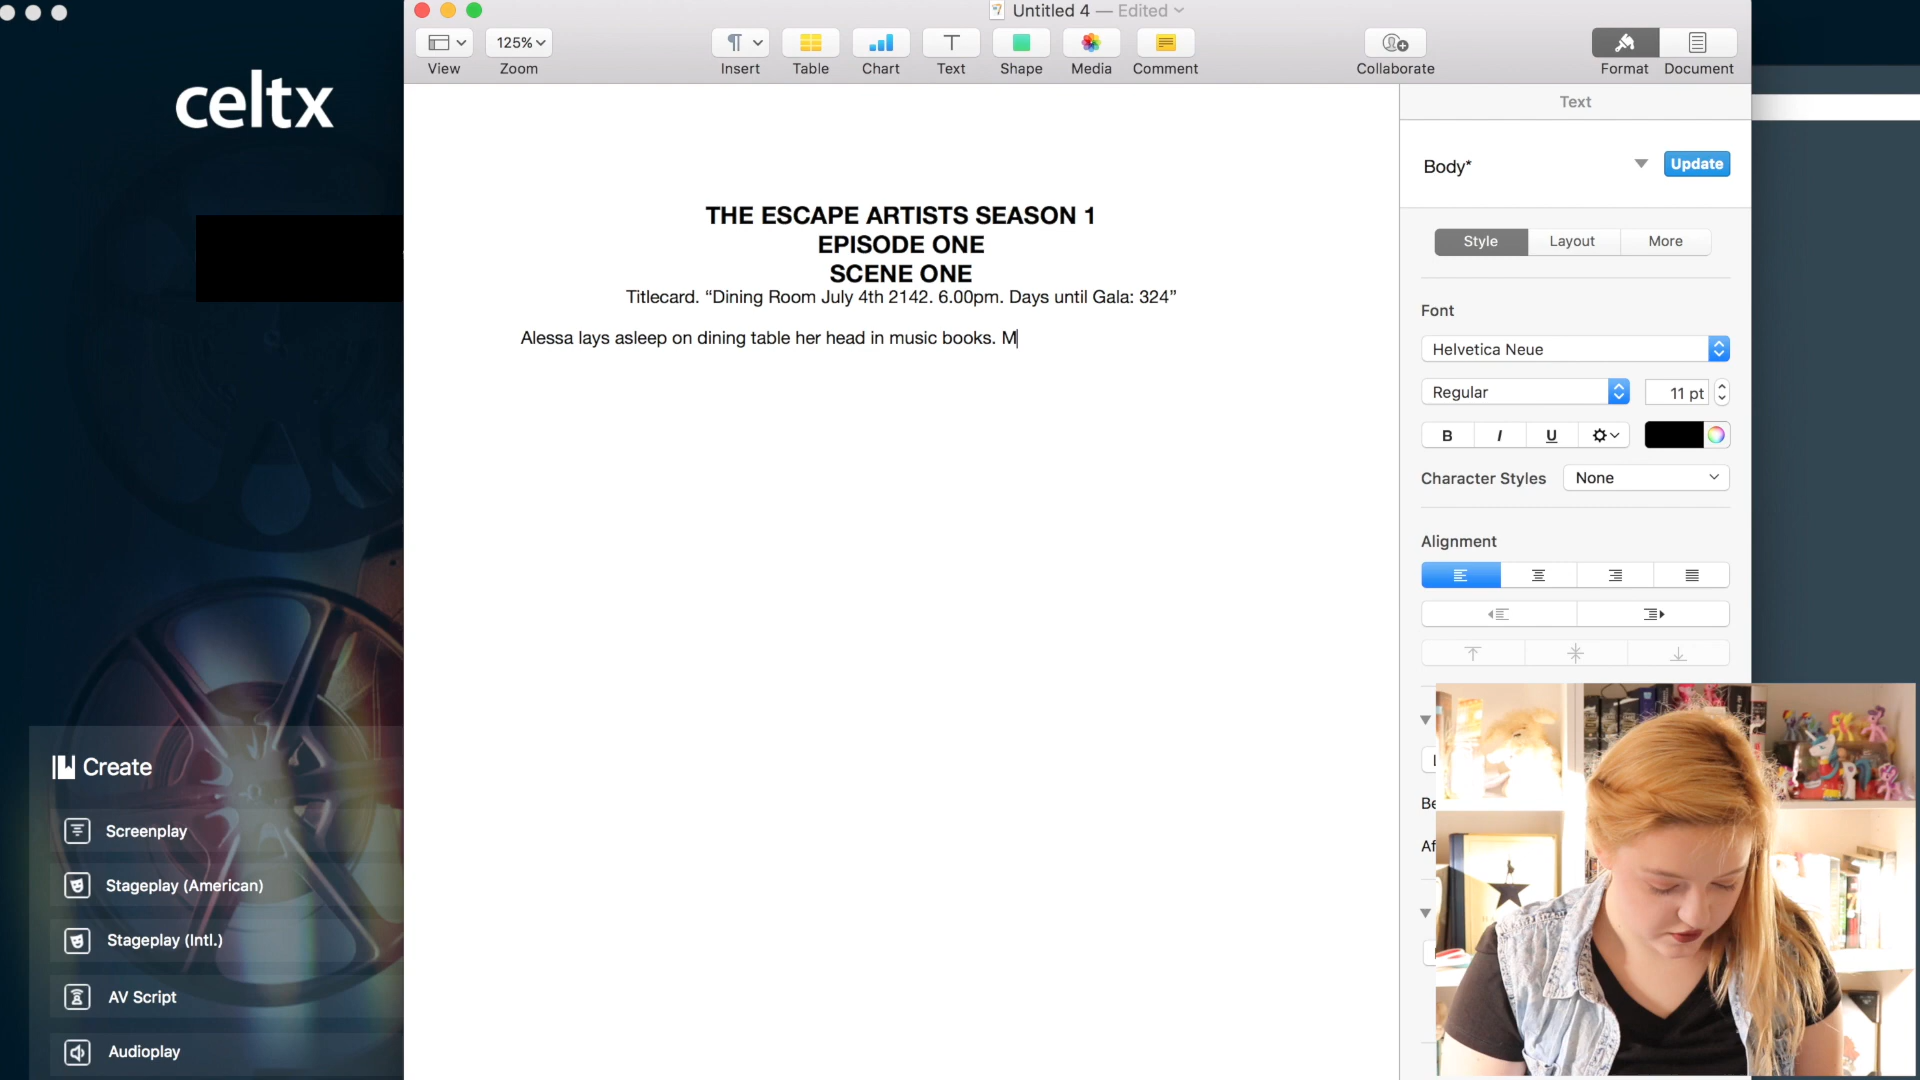 Untitled 4 — Edited
125%
View
Zoom
Insert
Table
Chart
Text
Shape
Media
Comment
Collaborate
Format
Document
celtx
Text
Body*
Update
THE ESCAPE ARTISTS SEASON 1
EPISODE ONE
SCENE ONE
Titlecard. “Dining Room July 4th 2142. 6.00pm. Days until Gala: 324”
Alessa lays asleep on dining table her head in music books. M
Style
Layout
More
Font
Helvetica Neue
Regular
11 pt
B
I
U
Character Styles
None
Alignment
Be
Af
Create
Screenplay
Stageplay (American)
Stageplay (Intl.)
AV Script
Audioplay